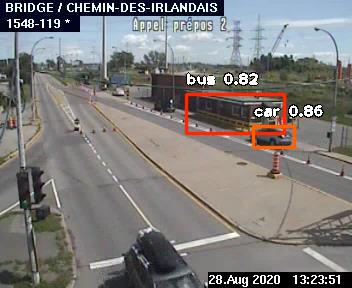 BRIDGE / CHEMIN-DES-IRLANDAIS
1548-119 *
Appel-prépos 2
bus 0.82
car 0.86
28.Aug 2020 13:23:51